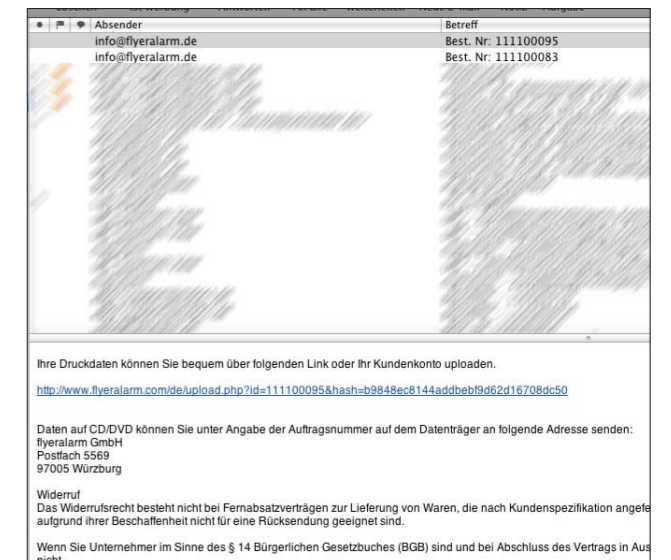 Absender Betreff
info@flyeralarm.de Best. Nr: 111100095
info@flyeralarm.de Best. Nr: 111100083
Ihre Druckdaten können Sie bequem über folgenden Link oder Ihr Kundenkonto uploaden.
http://www.flyeralarm.com/de/upload.php?id=111100095&hash=b9848ec8144addbebf9d62d16708dc50
Daten auf CD/DVD können Sie unter Angabe der Auftragsnummer auf dem Datenträger an folgende Adresse senden:
flyeralarm GmbH
Postfach 5569
97005 Würzburg
Widerruf
Das Widerrufsrecht besteht nicht bei Fernabsatzverträgen zur Lieferung von Waren, die nach Kundenspezifikation angefe
aufgrund ihrer Beschaffenheit nicht für eine Rücksendung geeignet sind.
Wenn Sie Unternehmer im Sinne des § 14 Bürgerlichen Gesetzbuches (BGB) sind und bei Abschluss des Vertrags in Aus
nicht